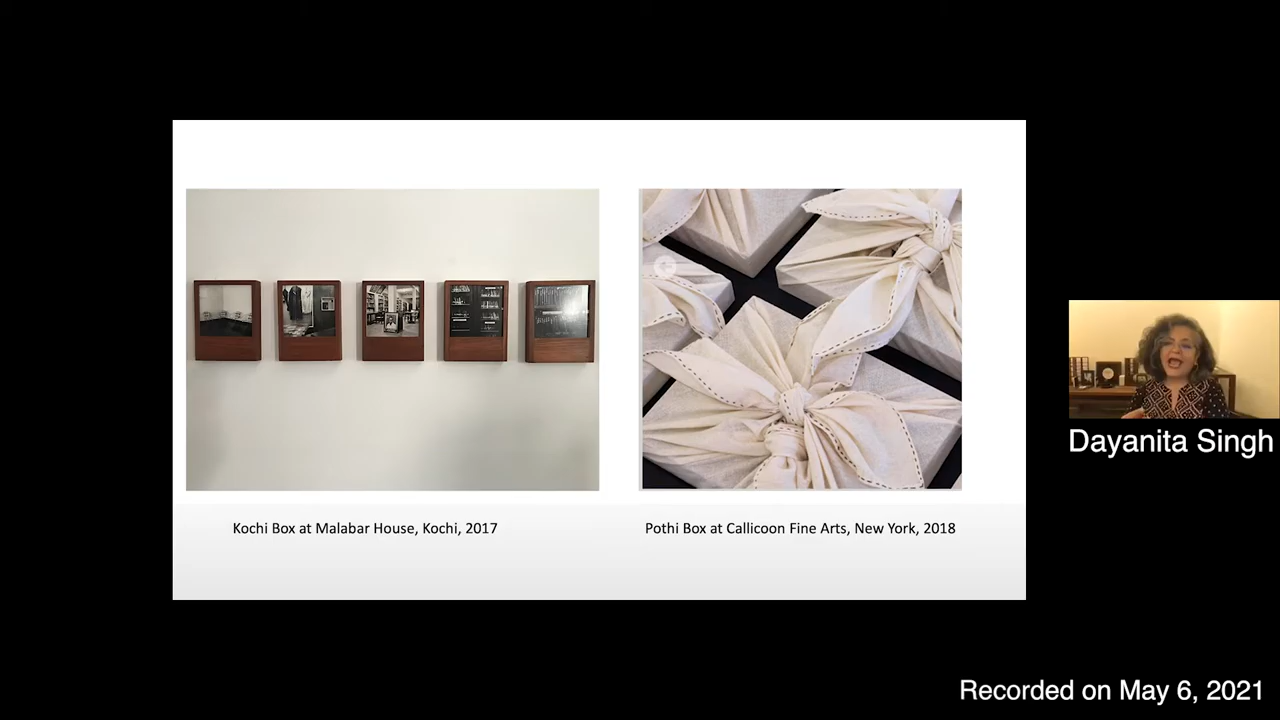 Kochi Box at Malabar House, Kochi, 2017
Pothi Box at Callicoon Fine Arts, New York, 2018
Dayanita Singh
Recorded on May 6, 2021